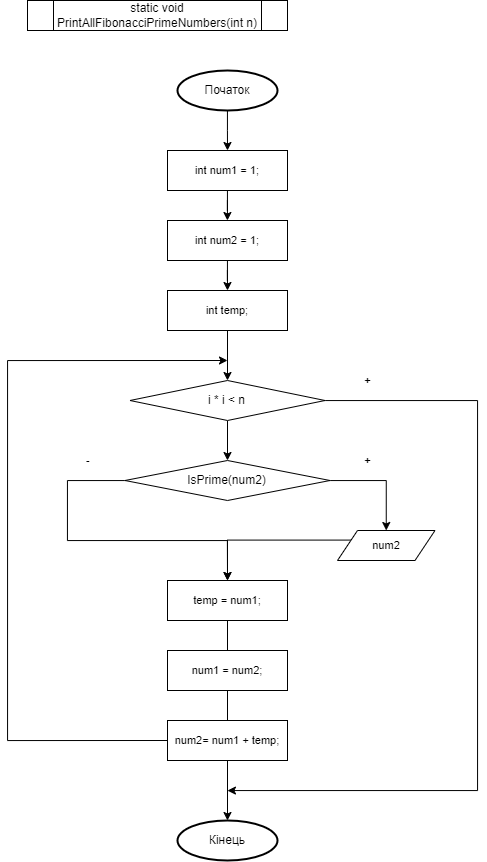 static void
PrintAllFibonacciPrimeNumbers(int n)
Початок
int num1 = 1;
int num2 = 1;
int temp;
+
i * i < n
-
+
IsPrime(num2)
num2
temp = num1;
num1 = num2;
num2= num1 + temp;
Кінець